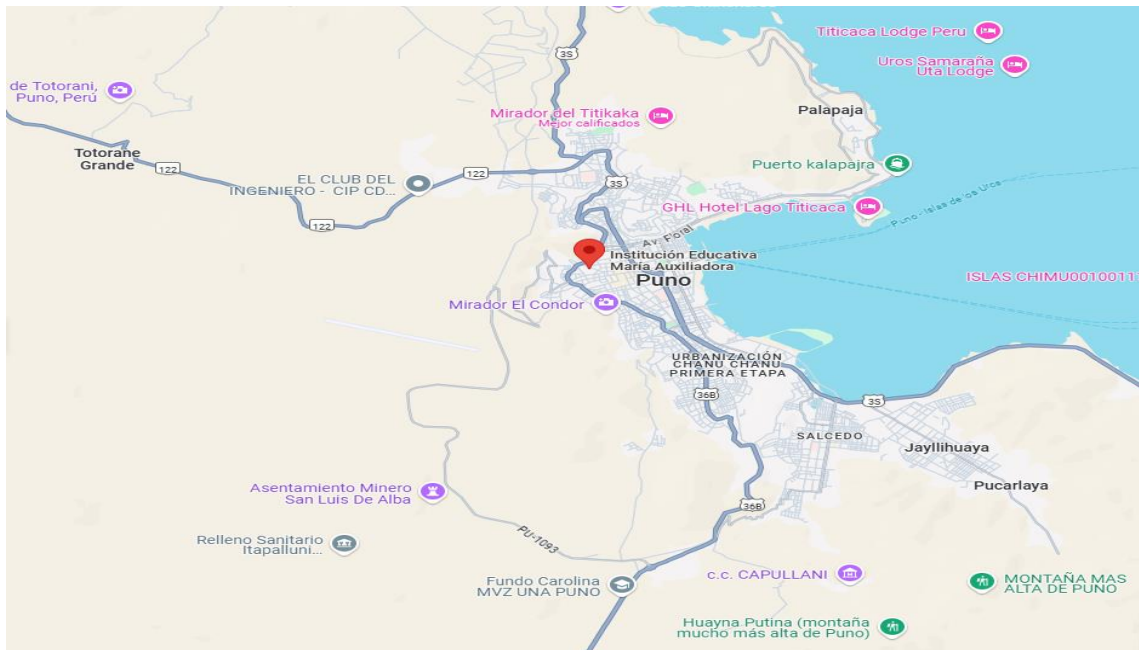 3S
Titicaca Lodge Peru
Uros Samaraña
Uta Lodge
de Totorani,
Puno, Perú
Mirador del Titikaka
Mejor calificados
Palapaja
Totorane
Grande
122
122
EL CLUB DEL
INGENIERO - CIP CD...
3S
Puerto kalapajra
122
GHL Hotel Lago Titicaca
Puno - Islas de los Uros
Av. Foral
Institución Educativa
María Auxiliadora
Puno
ISLAS CHIMU0010011
Mirador El Condor
URBANIZACIÓN
CHANU CHANU
PRIMERA ETAPA
36B
3S
SALCEDO
Jayllihuaya
Pucarlaya
Asentamiento Minero
San Luis De Alba
36B
Relleno Sanitario
Itapalluni...
PU-1093
Fundo Carolina
MVZ UNA PUNO
c.c. CAPULLANI
MONTAÑA MAS
ALTA DE PUNO
Huayna Putina (montaña
mucho más alta de Puno)